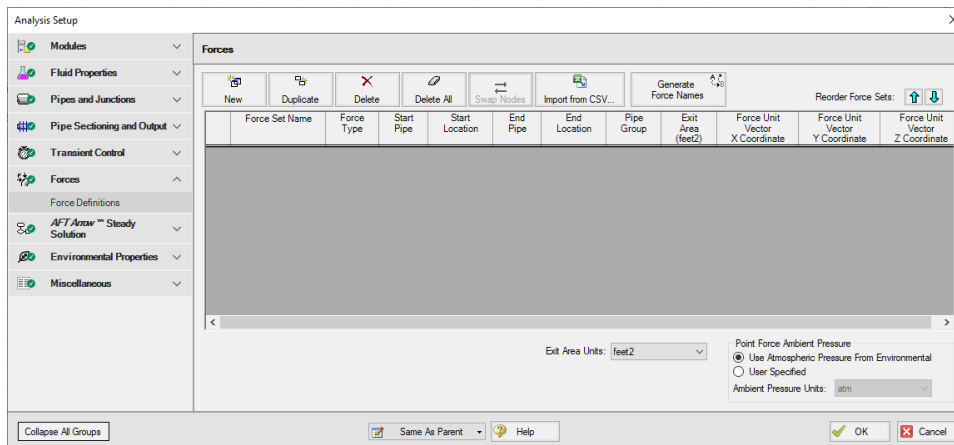 Analysis Setup
Modules
Fluid Properties
Pipes and Junctions
Pipe Sectioning and Output
Transient Control
Forces
Force Definitions
AFT Arrow ™ Steady
Solution
Environmental Properties
Miscellaneous
Forces
New
Duplicate
Delete
Delete All
Swap Nodes
Import from CSV...
Generate
Force Names
Reorder Force Sets:
Force Set Name
Force
Type
Start
Pipe
Start
Location
End
Pipe
End
Location
Pipe
Group
Exit
Area
(feet2)
Force Unit
Vector
X Coordinate
Force Unit
Vector
Y Coordinate
Force Unit
Vector
Z Coordinate
Exit Area Units: feet2
Point Force Ambient Pressure
Use Atmospheric Pressure From Environmental
User Specified
Ambient Pressure Units: atm
Collapse All Groups
Same As Parent
Help
OK
Cancel